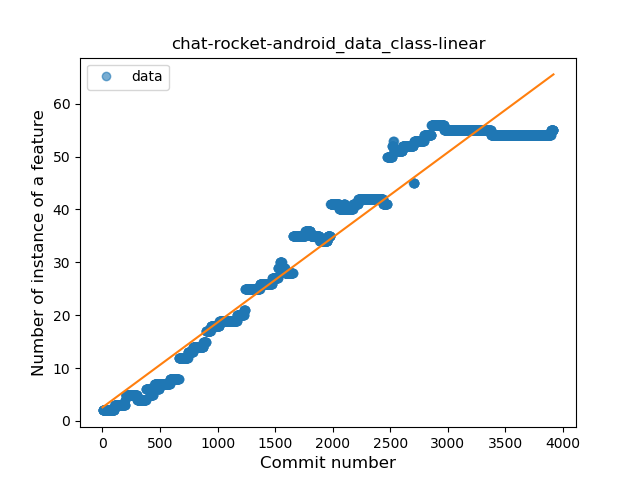 chat-rocket-android_data_class-linear
data
Number of instance of a feature
60
50
40
30
20
10
0
0 500 1000 1500 2000 2500 3000 3500 4000
Commit number